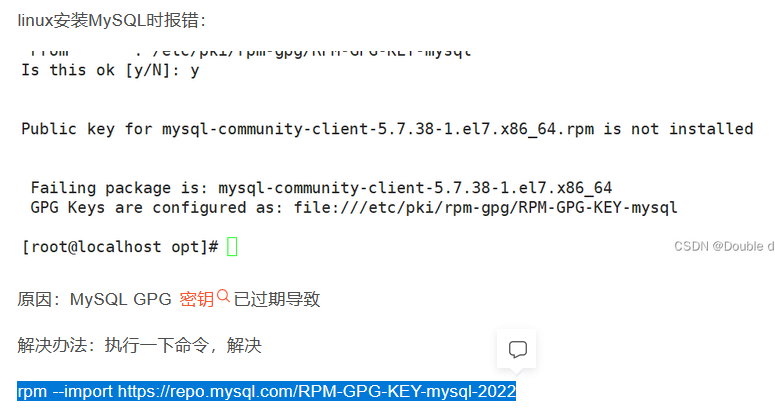 linux安装MySQL时报错：
From : /etc/pki/rpm-gpg/RPM-GPG-KEY-mysql
Is this ok [y/N]: y
Public key for mysql-community-client-5.7.38-1.el7.x86_64.rpm is not installed
Failing package is: mysql-community-client-5.7.38-1.el7.x86_64
GPG Keys are configured as: file:///etc/pki/rpm-gpg/RPM-GPG-KEY-mysql
[root@localhost opt]#
CSDN @Double d
原因：MySQL GPG 密钥已过期导致
解决办法：执行一下命令，解决
rpm --import https://repo.mysql.com/RPM-GPG-KEY-mysql-2022